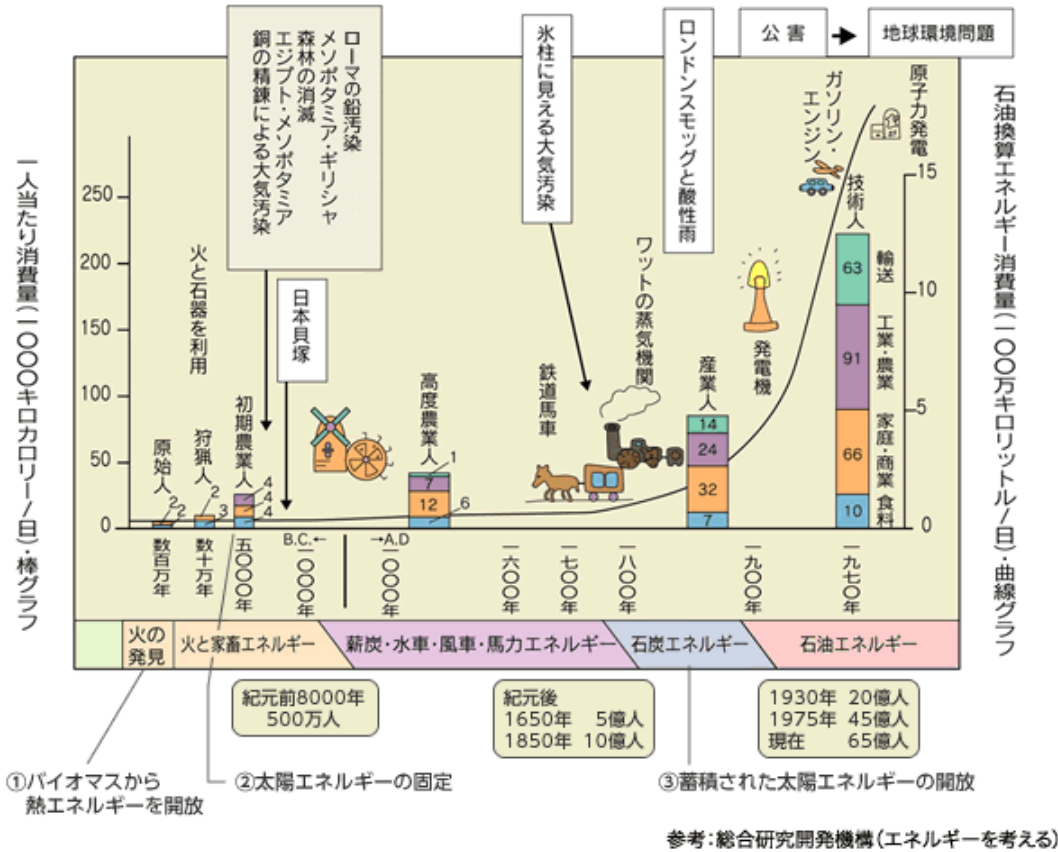 公害
地球環境問題
ローマの鉛汚染
メソポタミア・ギリシャ
森林の消滅
エジプト・メソポタミア
銅の精錬による大気汚染
氷柱に見える大気汚染
ロンドンスモッグと酸性雨
日本貝塚
一人当たり消費量(一〇〇〇キロカロリー/日)・棒グラフ
250
200
150
100
50
0
石油換算エネルギー消費量(一〇〇万キロリットル/日)・曲線グラフ
15
10
5
0
火と石器を利用
原始人
2
2
狩猟人
2
3
初期農業人
4
4
4
高度農業人
1
7
12
6
鉄道馬車
ワットの蒸気機関
産業人
14
24
32
7
発電機
ガソリン・
エンジン
原子力発電
技術人
63
91
66
10
輸送
工業・農業
家庭・商業
食料
数百万年
数十万年
五〇〇〇年
B.C.←
一〇〇〇年
→A.D
一〇〇〇年
一六〇〇年
一七〇〇年
一八〇〇年
一九〇〇年
一九七〇年
火の
発見
火と家畜エネルギー
薪炭・水車・風車・馬力エネルギー
石炭エネルギー
石油エネルギー
紀元前8000年
500万人
紀元後
1650年 5億人
1850年 10億人
1930年 20億人
1975年 45億人
現在 65億人
①バイオマスから
熱エネルギーを開放
②太陽エネルギーの固定
③蓄積された太陽エネルギーの開放
参考:総合研究開発機構(エネルギーを考える)